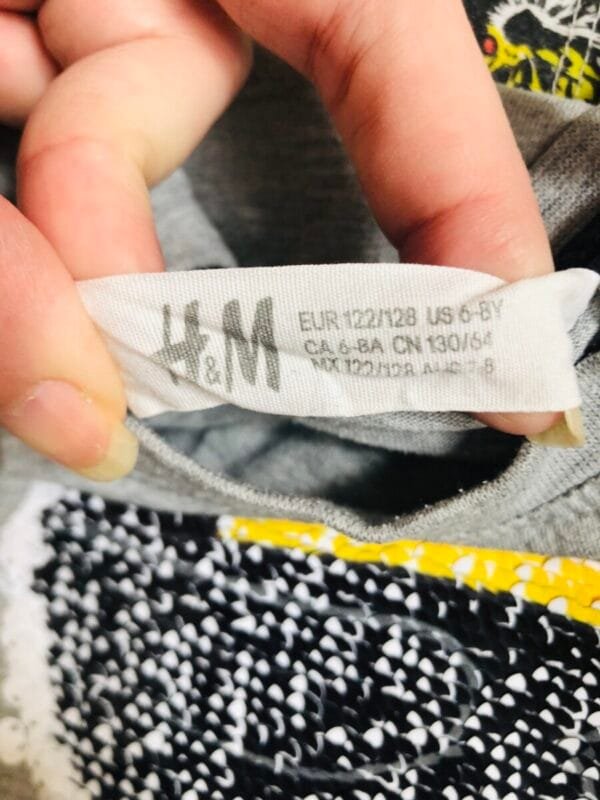 H&M
EUR 122/128 US 6-8Y
CA 6-8A CN 130/64
MX 122/128 AUS 7-8